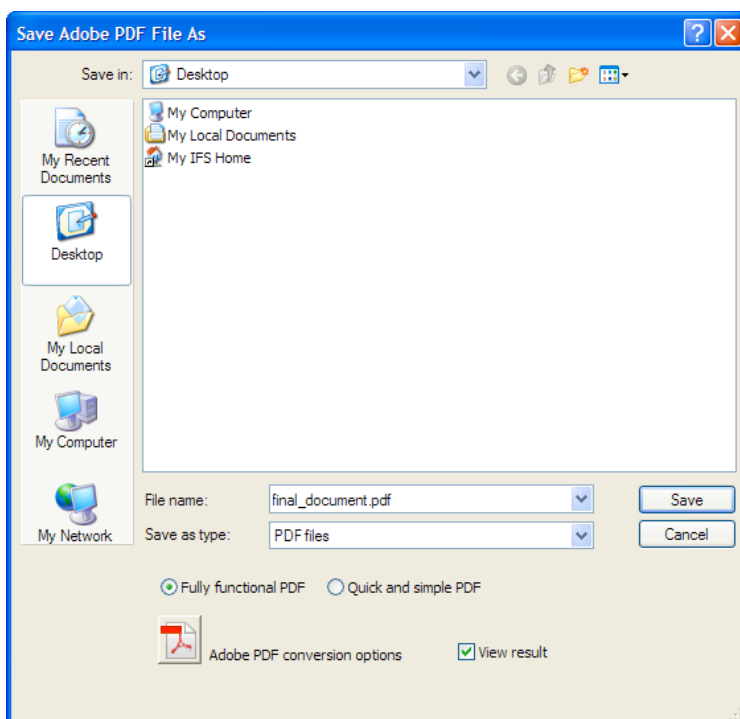 Save Adobe PDF File As
Save in: Desktop
My Computer
My Local Documents
My IFS Home
My Recent
Documents
Desktop
My Local
Documents
My Computer
My Network
File name: final_document.pdf Save
Save as type: PDF files Cancel
Fully functional PDF Quick and simple PDF
Adobe PDF conversion options View result